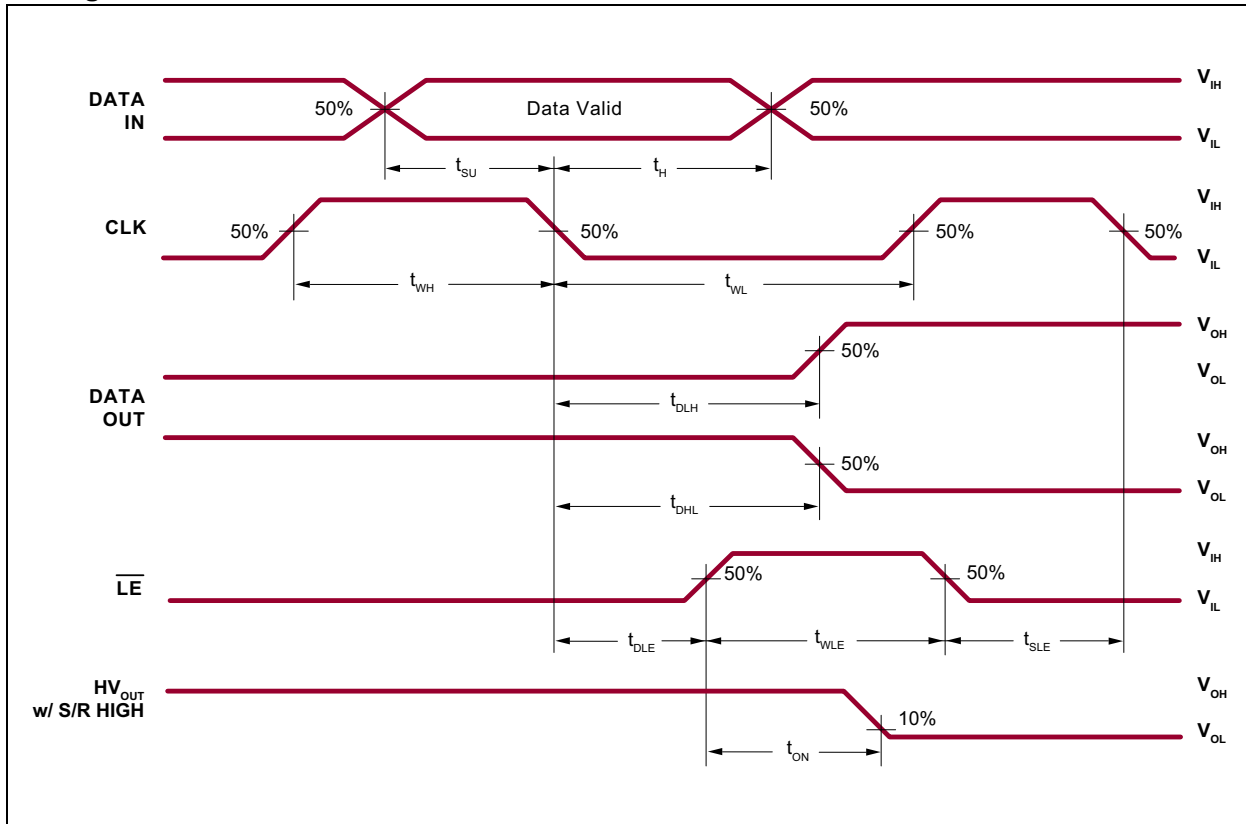 DATA
IN
50%
Data Valid
50%
V_IH
V_IL
t_SU
t_H
CLK
50%
50%
50%
50%
V_IH
V_IL
t_WH
t_WL
DATA
OUT
50%
V_OH
V_OL
t_DLH
50%
V_OH
V_OL
t_DHL
L̅E̅
50%
50%
V_IH
V_IL
t_DLE
t_WLE
t_SLE
HV_OUT
w/ S/R HIGH
10%
V_OH
V_OL
t_ON